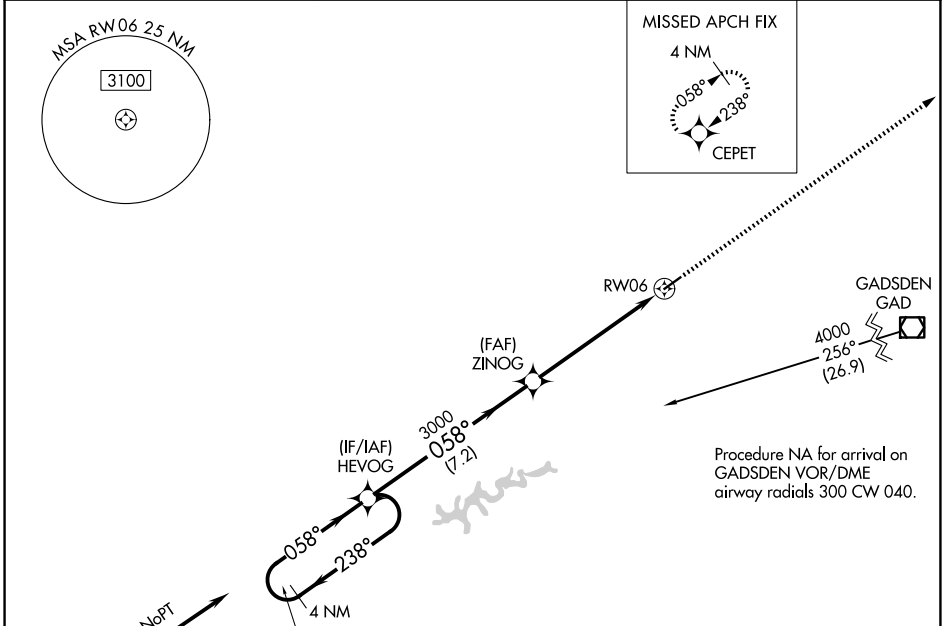 MSA RW06 25 NM
3100
MISSED APCH FIX
4 NM
058°
238°
CEPET
RW06
GADSDEN
GAD
4000
256°
(26.9)
(FAF)
ZINOG
3000
058°
(7.2)
(IF/IAF)
HEVOG
Procedure NA for arrival on
GADSDEN VOR/DME
airway radials 300 CW 040.
058°
238°
4 NM
NoPT